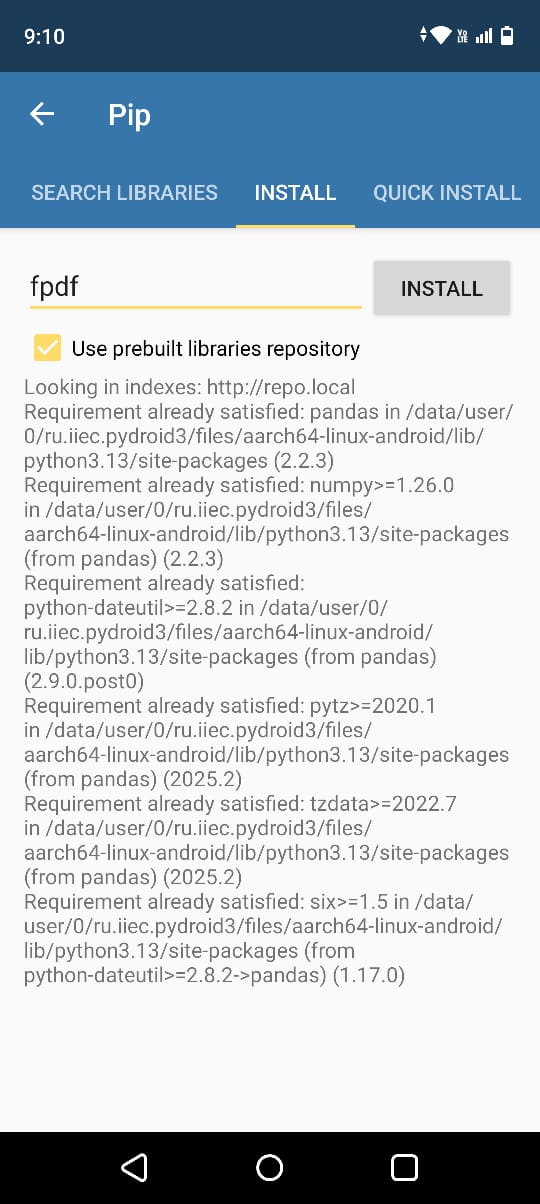 9:10
Vo LTE
Pip
SEARCH LIBRARIES INSTALL QUICK INSTALL
fpdf INSTALL
Use prebuilt libraries repository
Looking in indexes: http://repo.local
Requirement already satisfied: pandas in /data/user/
0/ru.iiec.pydroid3/files/aarch64-linux-android/lib/
python3.13/site-packages (2.2.3)
Requirement already satisfied: numpy>=1.26.0
in /data/user/0/ru.iiec.pydroid3/files/
aarch64-linux-android/lib/python3.13/site-packages
(from pandas) (2.2.3)
Requirement already satisfied:
python-dateutil>=2.8.2 in /data/user/0/
ru.iiec.pydroid3/files/aarch64-linux-android/
lib/python3.13/site-packages (from pandas)
(2.9.0.post0)
Requirement already satisfied: pytz>=2020.1
in /data/user/0/ru.iiec.pydroid3/files/
aarch64-linux-android/lib/python3.13/site-packages
(from pandas) (2025.2)
Requirement already satisfied: tzdata>=2022.7
in /data/user/0/ru.iiec.pydroid3/files/
aarch64-linux-android/lib/python3.13/site-packages
(from pandas) (2025.2)
Requirement already satisfied: six>=1.5 in /data/
user/0/ru.iiec.pydroid3/files/aarch64-linux-android/
lib/python3.13/site-packages (from
python-dateutil>=2.8.2->pandas) (1.17.0)